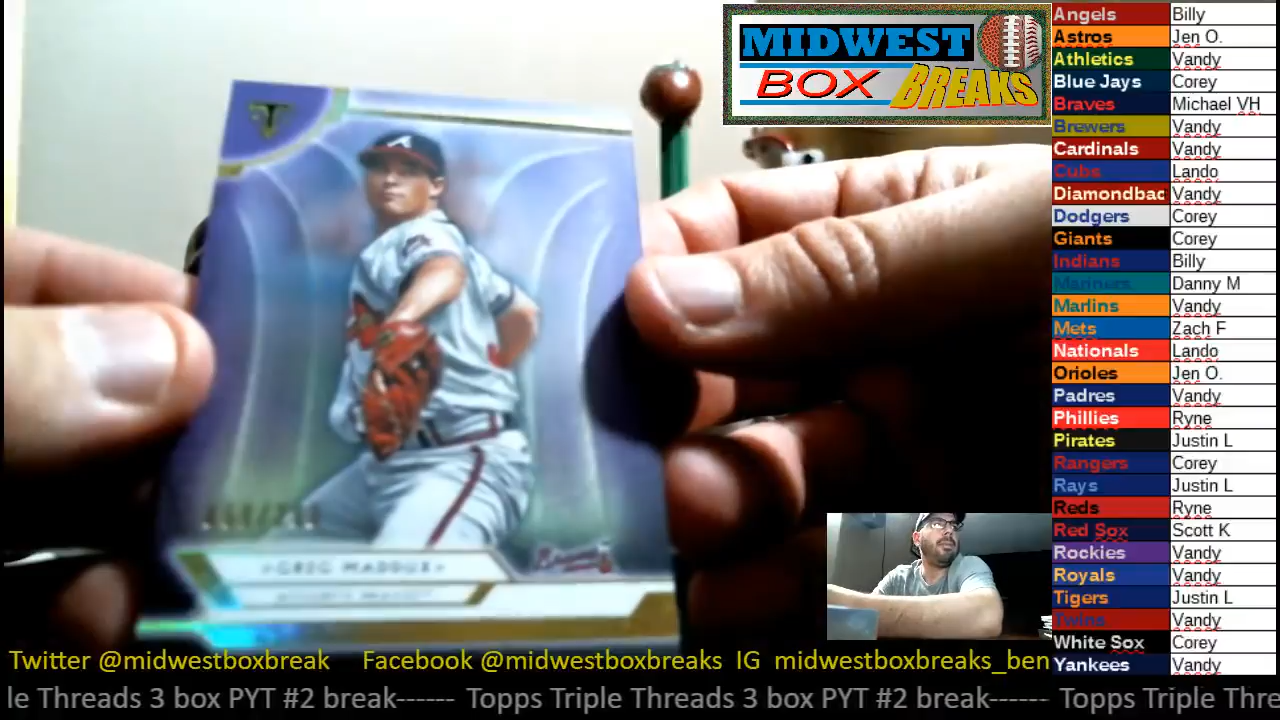 MIDWEST
BOX BREAKS
Angels Billy
Astros Jen O.
Athletics Vandy
Blue Jays Corey
Braves Michael VH
Brewers Vandy
Cardinals Vandy
Cubs Lando
Diamondbac Vandy
Dodgers Corey
Giants Corey
Indians Billy
Mariners Danny M
Marlins Vandy
Mets Zach F
Nationals Lando
Orioles Jen O.
Padres Vandy
Phillies Ryne
Pirates Justin L
Rangers Corey
Rays Justin L
Reds Ryne
Red Sox Scott K
Rockies Vandy
Royals Vandy
Tigers Justin L
Twins Vandy
White Sox Corey
Yankees Vandy
GREG MADDUX
Braves
Twitter @midwestboxbreak Facebook @midwestboxbreaks IG midwestboxbreaks_ben
le Threads 3 box PYT #2 break------ Topps Triple Threads 3 box PYT #2 break------ Topps Triple Thre